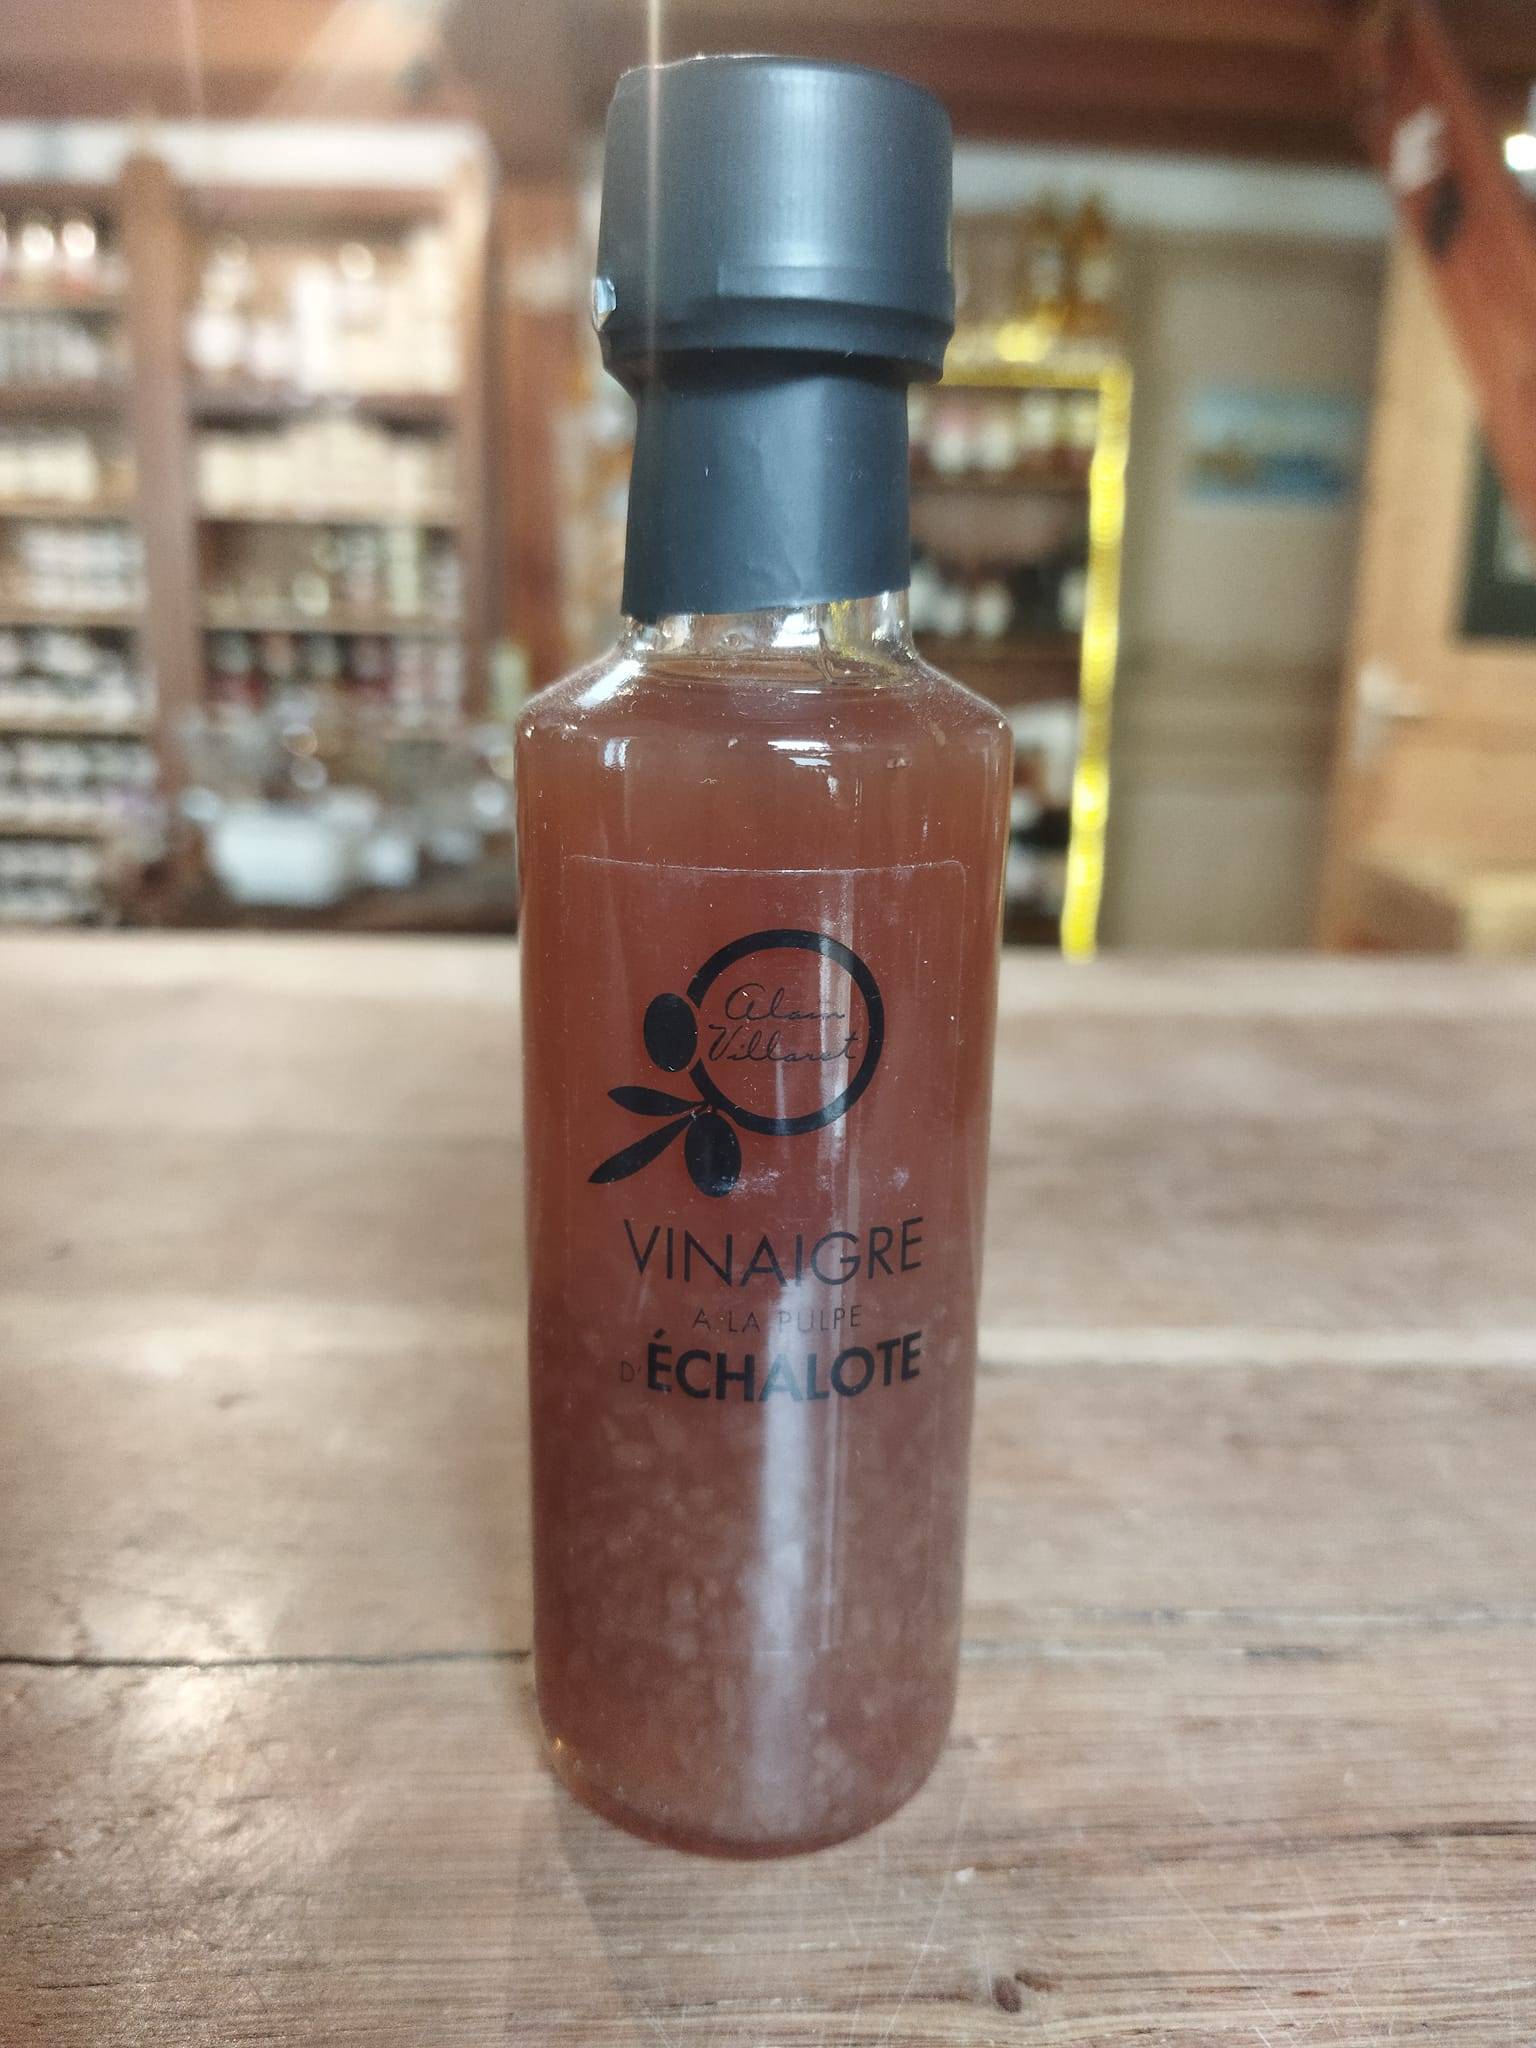 Alain
Villaret
VINAIGRE
A LA PULPE
D'ÉCHALOTE